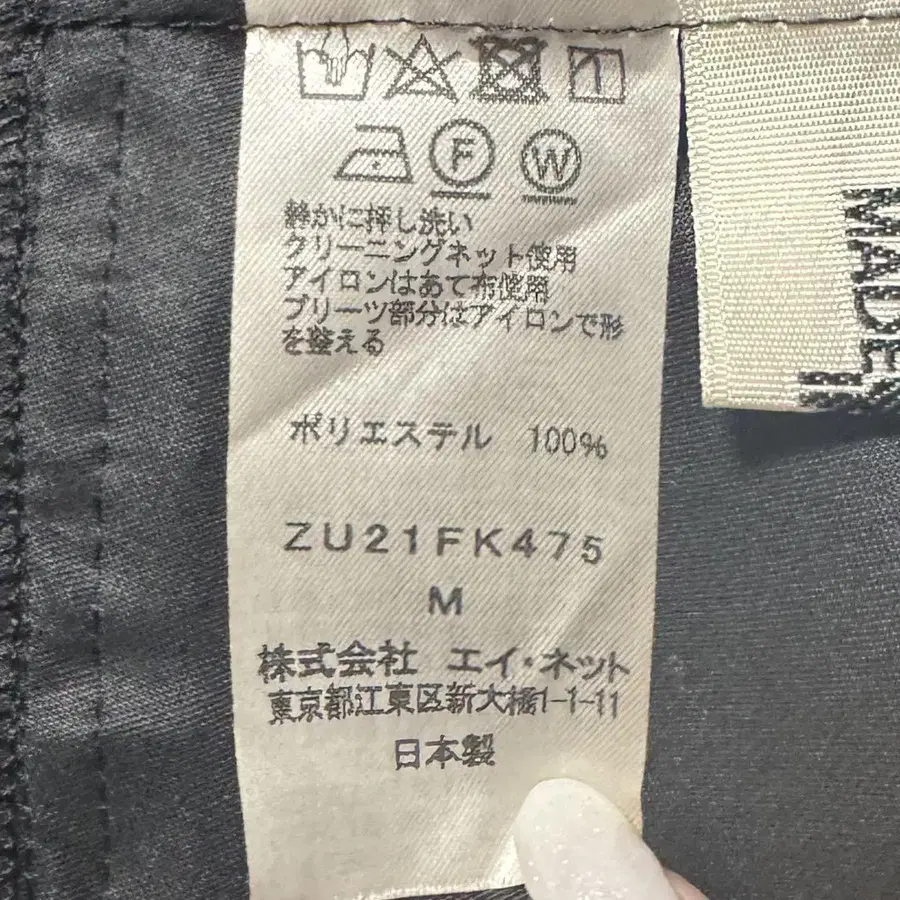 静かに押し洗い
クリーニングネット使用
アイロンはあて布使用
プリーツ部分はアイロンで形
を整える
ポリエステル 100%
ZU21FK475
M
株式会社 エイ・ネット
東京都江東区新大橋1-1-11
日本製
F
W
MADE